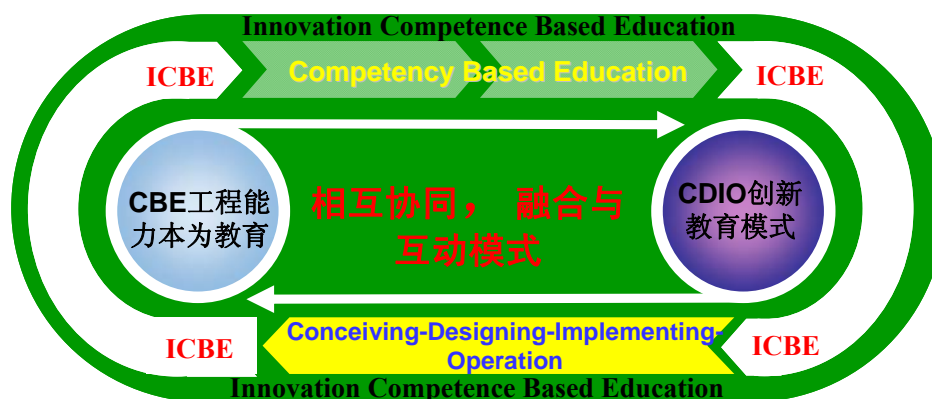 Innovation Competence Based Education
ICBE
Competency Based Education
ICBE
CBE工程能
力本为教育
相互协同， 融合与
互动模式
CDIO创新
教育模式
ICBE
Conceiving-Designing-Implementing-
Operation
ICBE
Innovation Competence Based Education